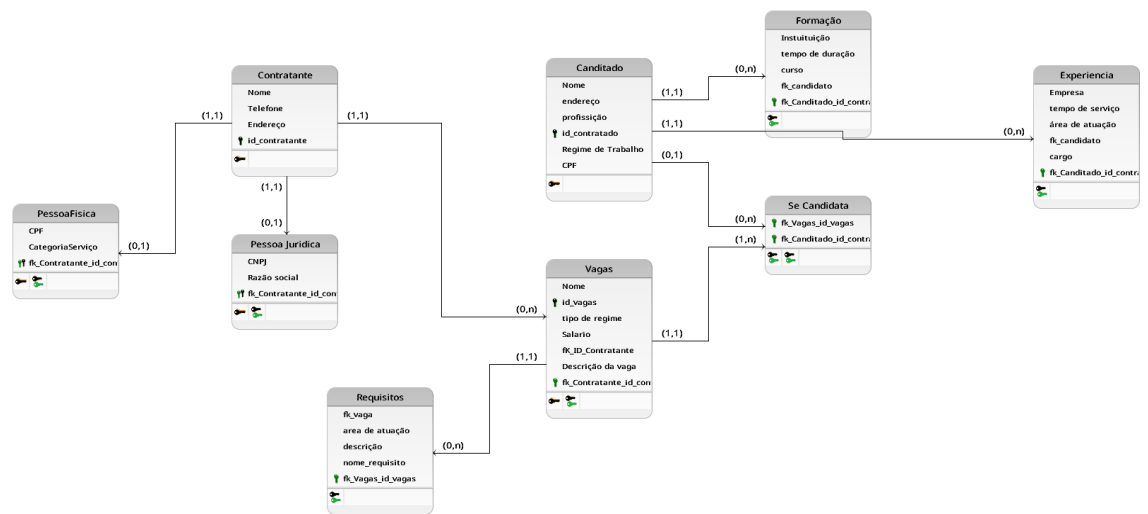 Formação
Instuituição
tempo de duração
curso
fk_candidato
fk_Canditado_id_contra
Canditado
Nome
endereço
profissição
id_contratado
Regime de Trabalho
CPF
Experiencia
Empresa
tempo de serviço
área de atuação
fk_candidato
cargo
fk_Canditado_id_contra
Contratante
Nome
Telefone
Endereço
id_contratante
(1,1)
(1,1)
(1,1)
(0,1)
(0,1)
(0,n)
(1,1)
(0,n)
(1,1)
(0,n)
(0,1)
(0,n)
(1,n)
(1,1)
(1,1)
(0,n)
PessoaFisica
CPF
CategoriaServiço
fk_Contratante_id_con
Pessoa Juridica
CNPJ
Razão social
fk_Contratante_id_con
Se Candidata
fk_Vagas_id_vagas
fk_Canditado_id_contra
Vagas
Nome
id_vagas
tipo de regime
Salario
fK_ID_Contratante
Descrição da vaga
fk_Contratante_id_con
Requisitos
fk_vaga
area de atuação
descrição
nome_requisito
fk_Vagas_id_vagas